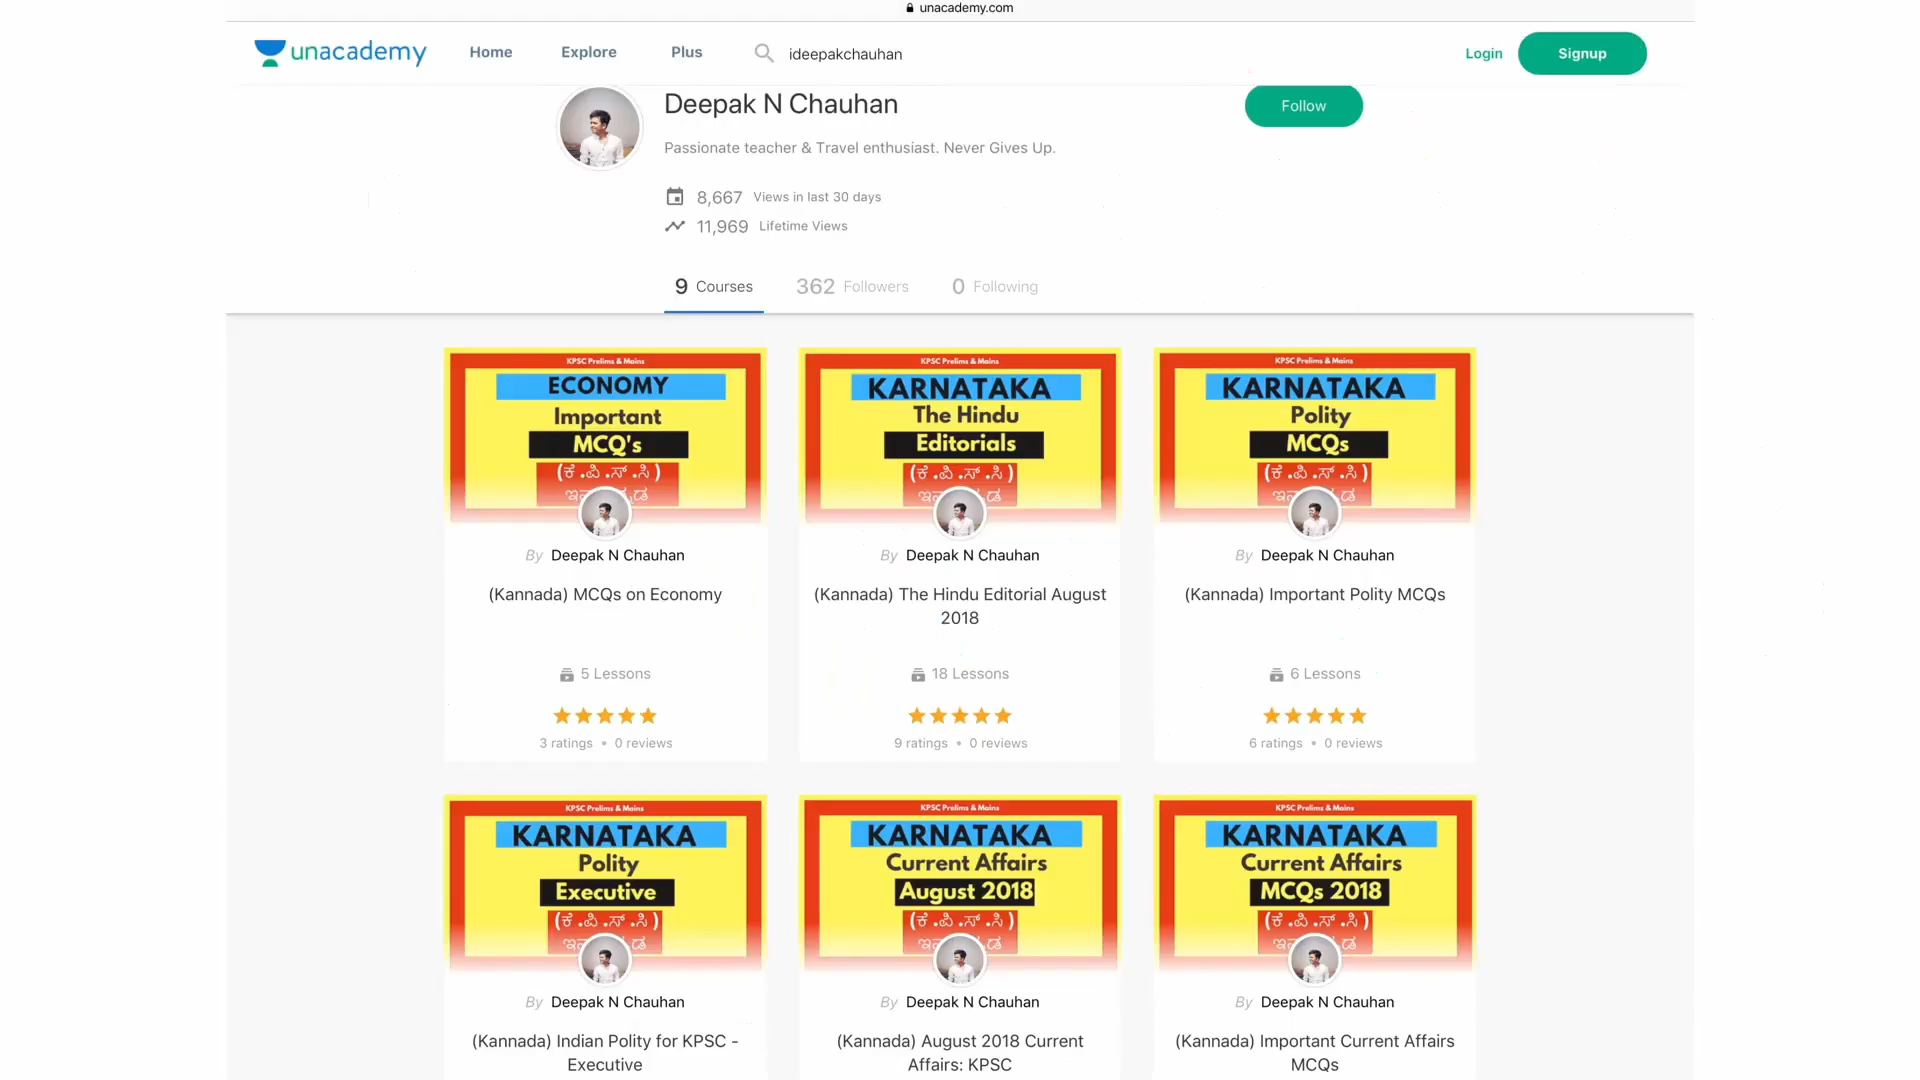 unacademy.com
unacademy Home Explore Plus ideepakchauhan Login Signup
Deepak N Chauhan Follow
Passionate teacher & Travel enthusiast. Never Gives Up.
8,667 Views in last 30 days
11,969 Lifetime Views
9 Courses 362 Followers 0 Following
KPSC Prelims & Mains
ECONOMY
Important
MCQ's
(ಕೆ.ಪಿ.ಸ್.ಸಿ)
By Deepak N Chauhan
(Kannada) MCQs on Economy
5 Lessons
3 ratings • 0 reviews
KPSC Prelims & Mains
KARNATAKA
The Hindu
Editorials
(ಕೆ.ಪಿ.ಸ್.ಸಿ)
By Deepak N Chauhan
(Kannada) The Hindu Editorial August
2018
18 Lessons
9 ratings • 0 reviews
KPSC Prelims & Mains
KARNATAKA
Polity
MCQs
(ಕೆ.ಪಿ.ಸ್.ಸಿ)
By Deepak N Chauhan
(Kannada) Important Polity MCQs
6 Lessons
6 ratings • 0 reviews
KPSC Prelims & Mains
KARNATAKA
Polity
Executive
(ಕೆ.ಪಿ.ಸ್.ಸಿ)
By Deepak N Chauhan
(Kannada) Indian Polity for KPSC -
Executive
KPSC Prelims & Mains
KARNATAKA
Current Affairs
August 2018
(ಕೆ.ಪಿ.ಸ್.ಸಿ)
By Deepak N Chauhan
(Kannada) August 2018 Current
Affairs: KPSC
KPSC Prelims & Mains
KARNATAKA
Current Affairs
MCQs 2018
(ಕೆ.ಪಿ.ಸ್.ಸಿ)
By Deepak N Chauhan
(Kannada) Important Current Affairs
MCQs